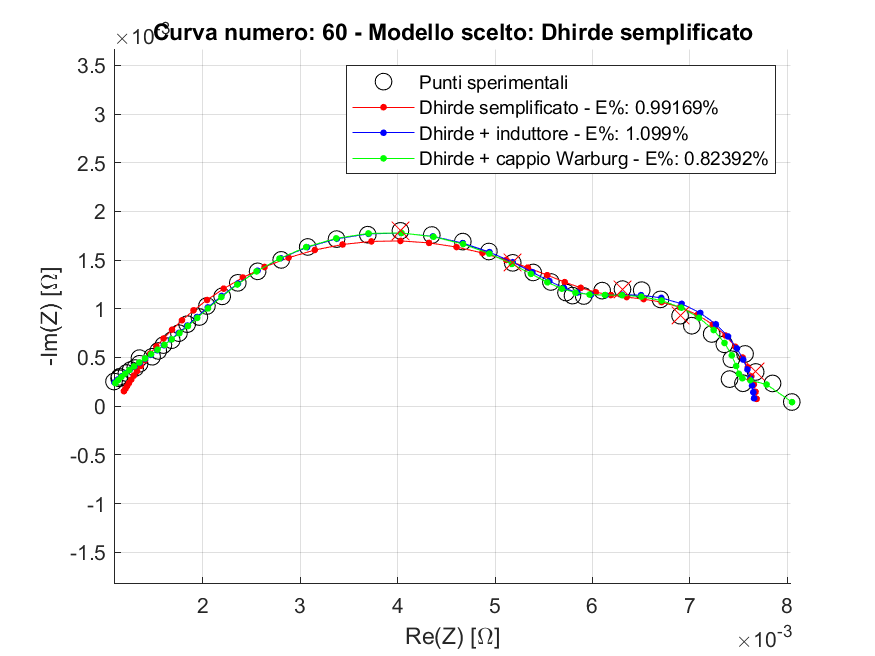 ×10⁻³
Curva numero: 60 - Modello scelto: Dhirde semplificato
Punti sperimentali
Dhirde semplificato - E%: 0.99169%
Dhirde + induttore - E%: 1.099%
Dhirde + cappio Warburg - E%: 0.82392%
3.5
3
2.5
2
1.5
1
0.5
0
-0.5
-1
-1.5
-Im(Z) [Ω]
2 3 4 5 6 7 8
Re(Z) [Ω]
×10⁻³